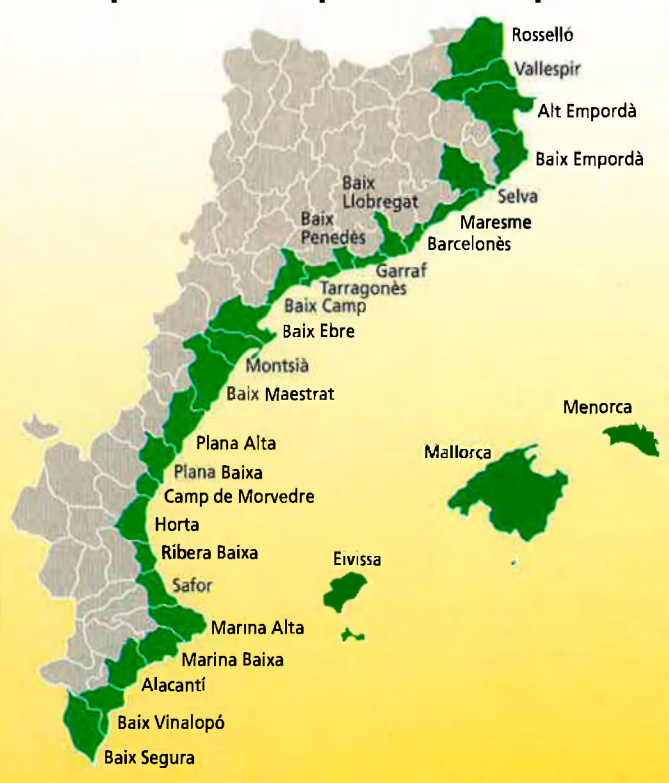 Rosselló
Vallespir
Alt Empordà
Baix Empordà
Selva
Baix
Llobregat
Maresme
Baix
Penedès
Barcelonès
Garraf
Tarragonès
Baix Camp
Baix Ebre
Montsià
Baix Maestrat
Menorca
Plana Alta
Mallorca
Plana Baixa
Camp de Morvedre
Horta
Ribera Baixa
Eivissa
Safor
Marina Alta
Marina Baixa
Alacantí
Baix Vinalopó
Baix Segura